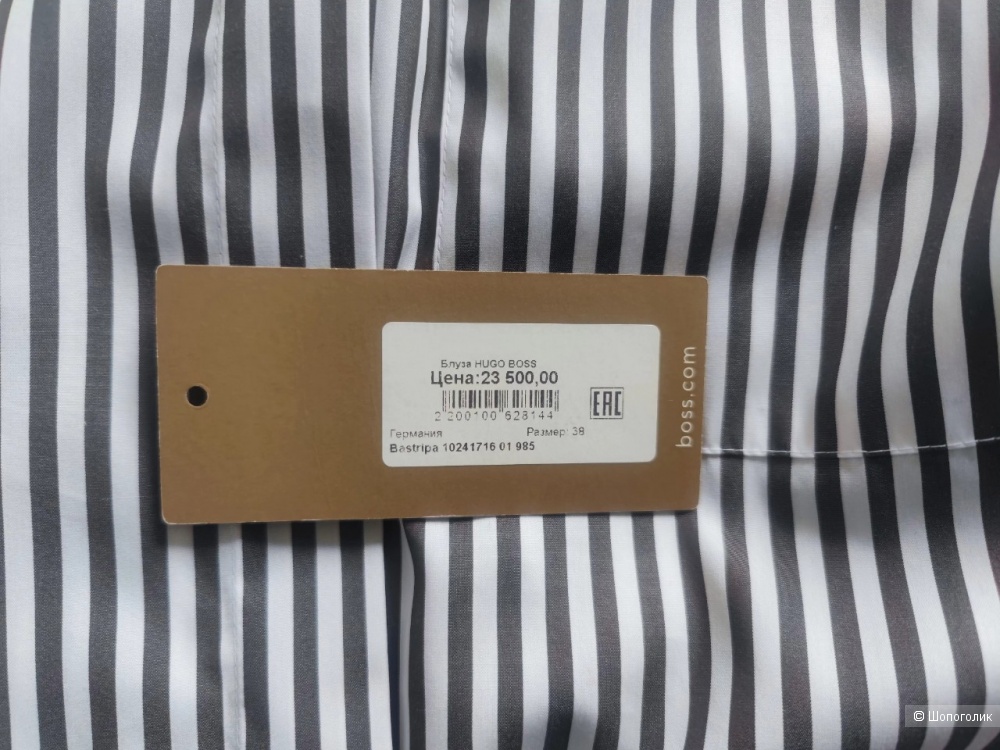 Блуза HUGO BOSS
Цена:23 500,00
2 200100 628144
EAC
Германия Размер: 38
Bastripa 10241716 01 985
boss.com
© Шопоголик